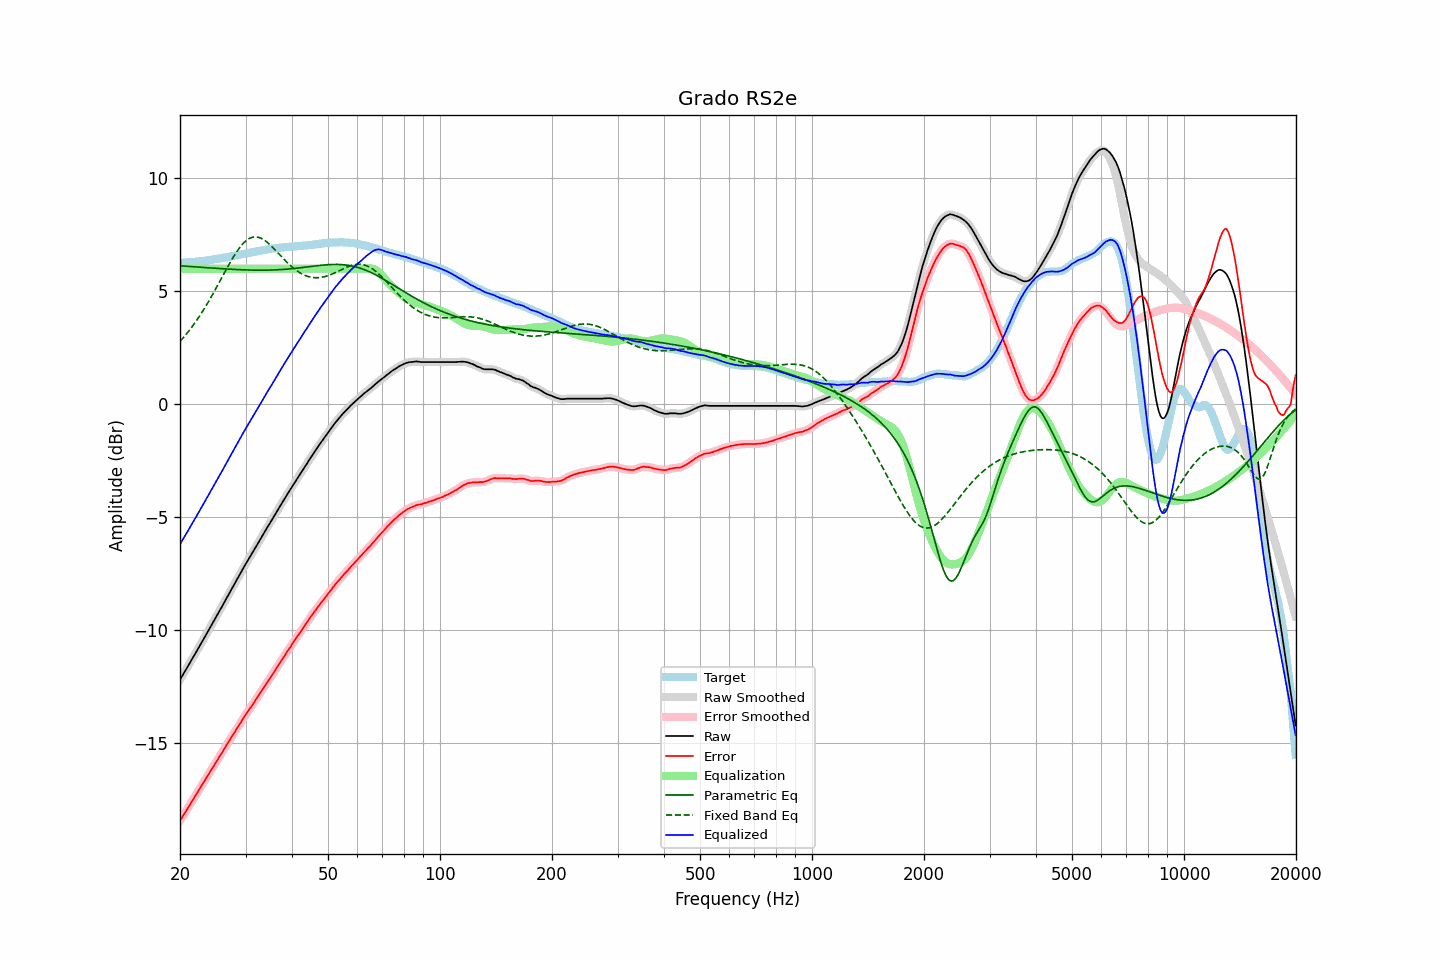 Grado RS2e
Amplitude (dBr)
10
5
0
−5
−10
−15
Target
Raw Smoothed
Error Smoothed
Raw
Error
Equalization
Parametric Eq
Fixed Band Eq
Equalized
20 50 100 200 500 1000 2000 5000 10000 20000
Frequency (Hz)